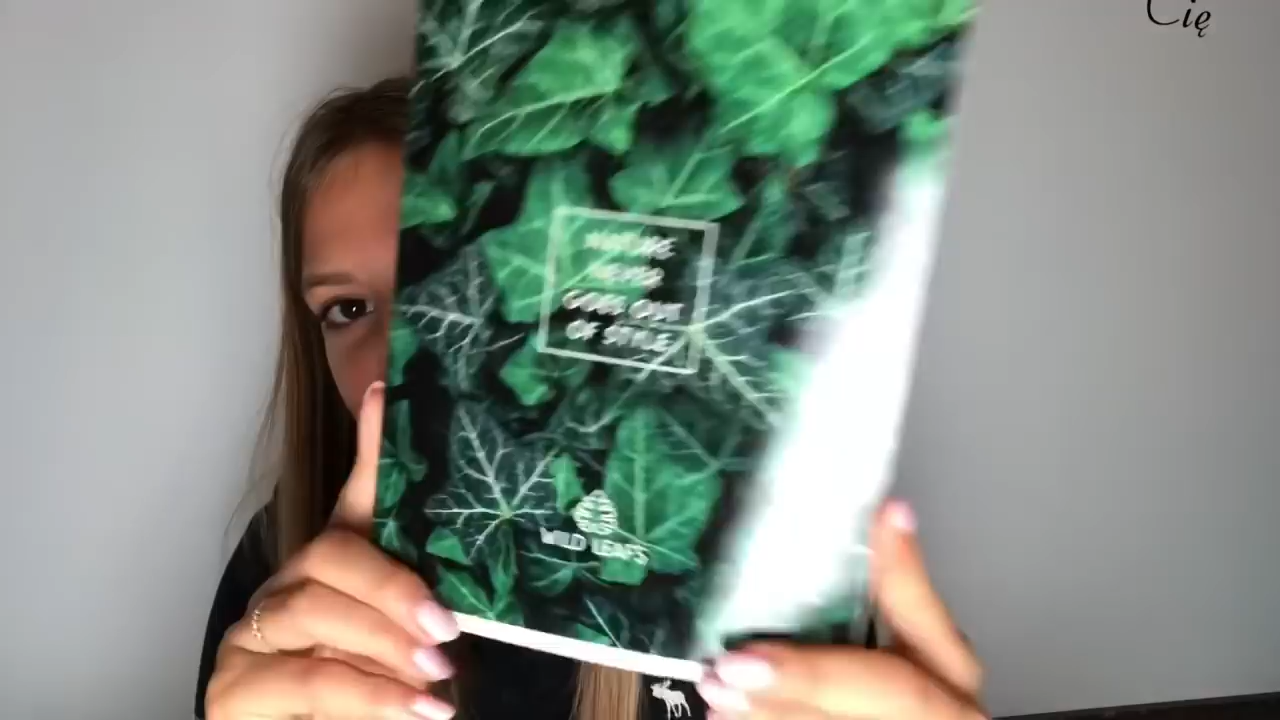 Cię
NATURE
NEVER
GOES OUT
OF STYLE
WILD LEAFS